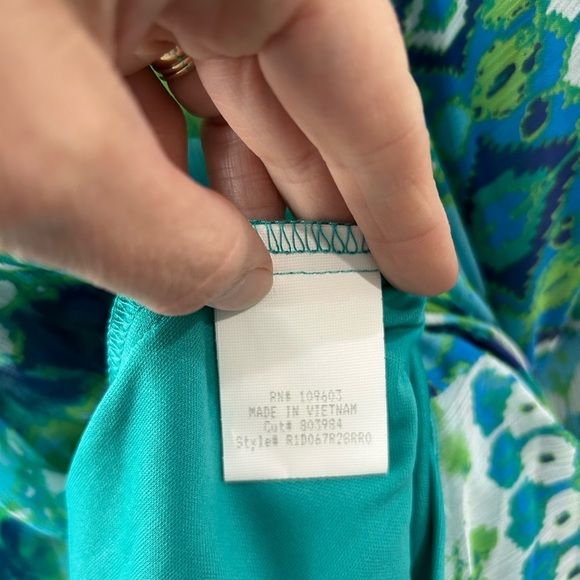 RN# 109603
MADE IN VIETNAM
Cut# 803984
Style# R1D067R28RR0